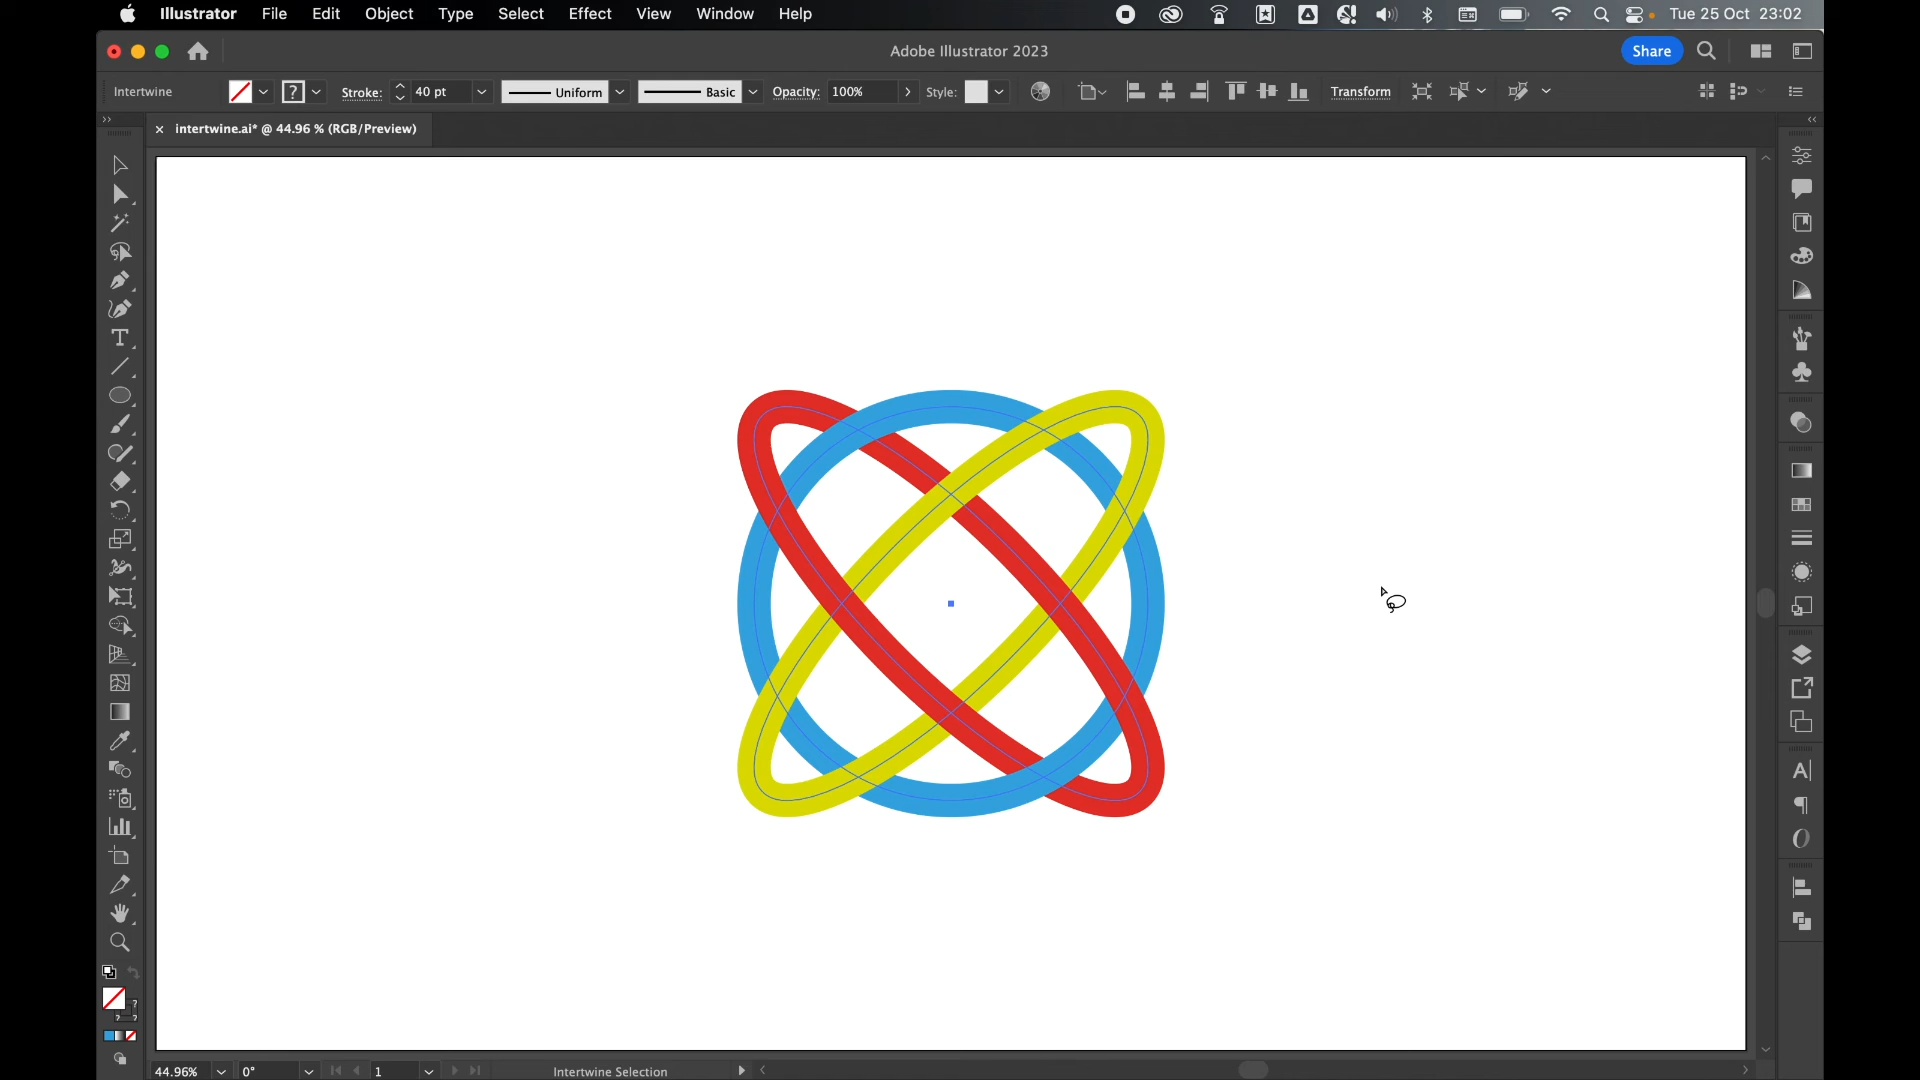 Illustrator File Edit Object Type Select Effect View Window Help Tue 25 Oct 23:02
Adobe Illustrator 2023 Share
Intertwine ? Stroke: 40 pt Uniform Basic Opacity: 100% Style: Transform
× intertwine.ai* @ 44.96 % (RGB/Preview)
44.96% 0° 1 Intertwine Selection